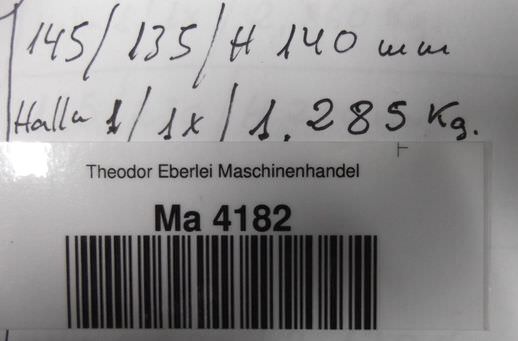 145/135/H 140 mm
Halle 1/1x/1.285 Kg.
Theodor Eberlei Maschinenhandel
Ma 4182